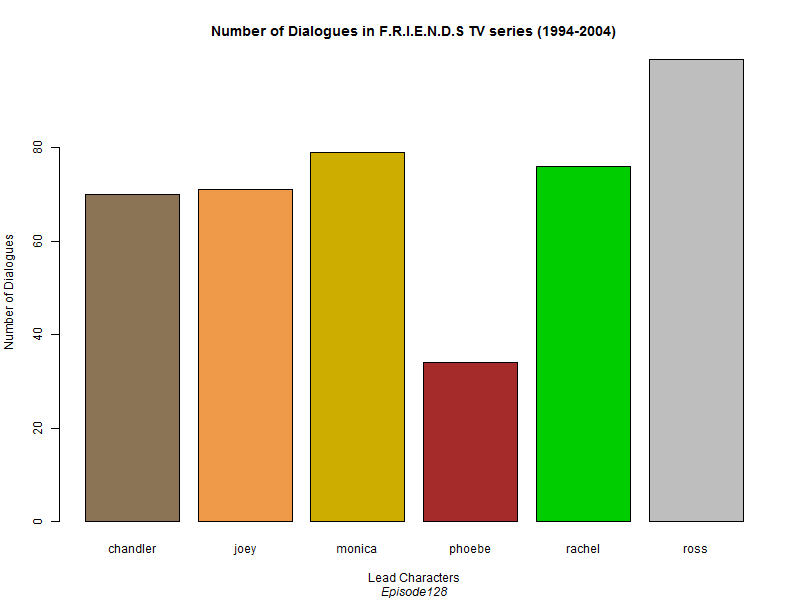 Number of Dialogues in F.R.I.E.N.D.S TV series (1994-2004)
Number of Dialogues
80
60
40
20
0
chandler joey monica phoebe rachel ross
Lead Characters
Episode128